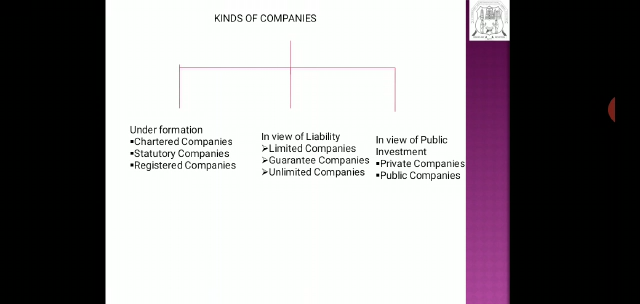 KINDS OF COMPANIES
Under formation
▪Chartered Companies
▪Statutory Companies
▪Registered Companies
In view of Liability
➢Limited Companies
➢Guarantee Companies
➢Unlimited Companies
In view of Public
Investment
▪Private Companies
▪Public Companies